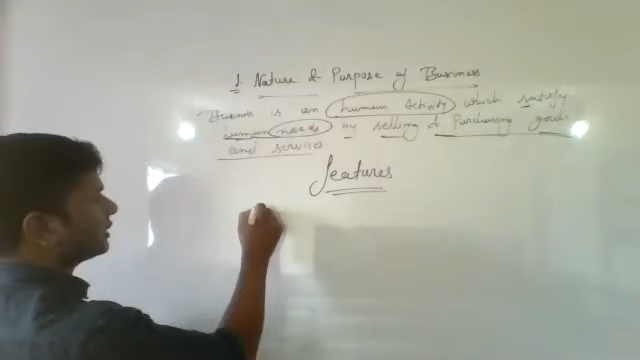 1. Nature & Purpose of Business
Business is an human activity which satisfy
human needs by selling & Purchasing good
and services
features